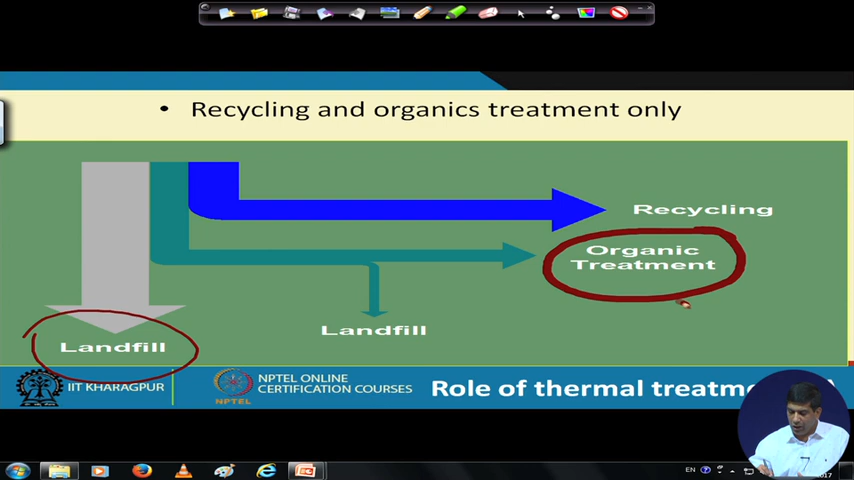 • Recycling and organics treatment only
Recycling
Organic
Treatment
Landfill
Landfill
IIT KHARAGPUR
NPTEL
NPTEL ONLINE
CERTIFICATION COURSES
Role of thermal treatm
EN
2017